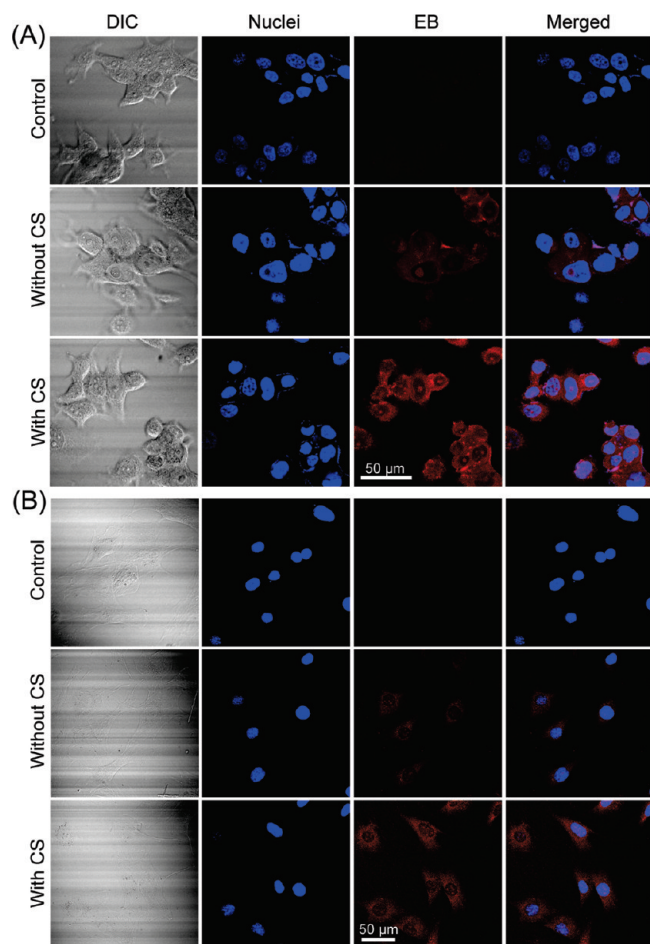 (A)
DIC Nuclei EB Merged
Control
Without CS
With CS
50 μm
(B)
Control
Without CS
With CS
50 μm